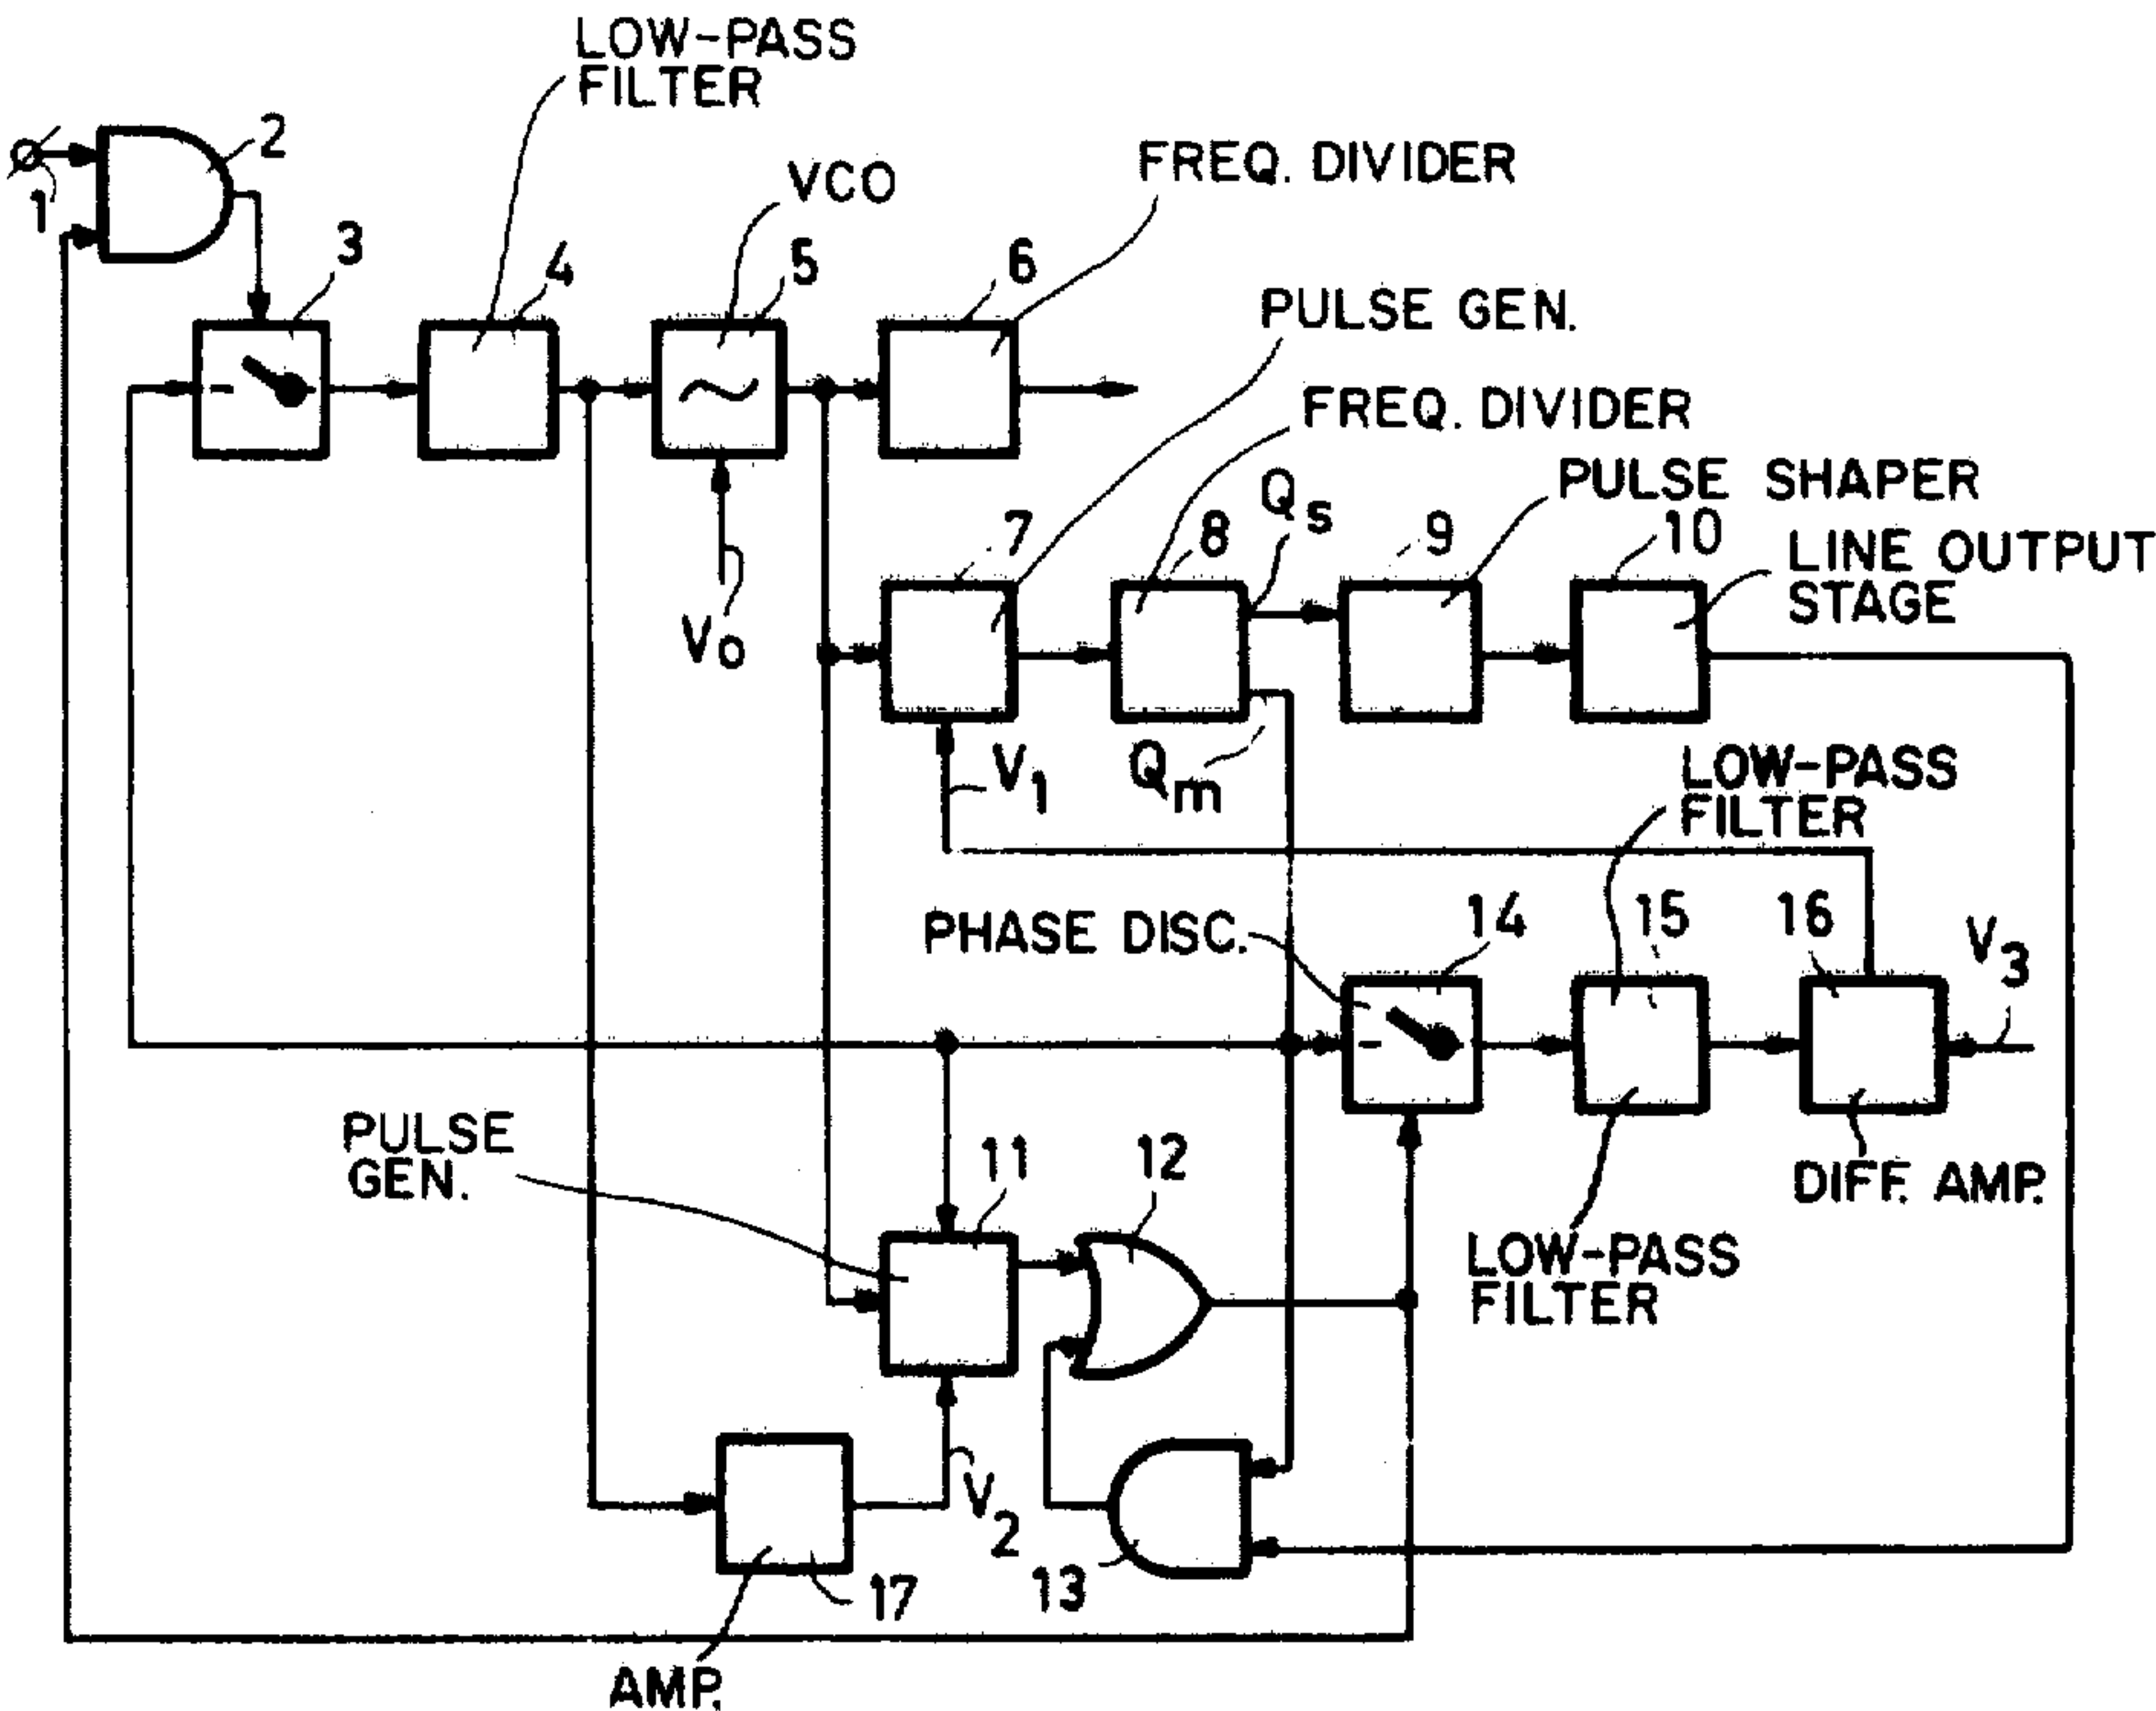 LOW-PASS
FILTER
2
1
3
4
VCO
5
6
FREQ. DIVIDER
PULSE GEN.
FREQ. DIVIDER
PULSE SHAPER
Vo
7
8
Qs
9
10
LINE OUTPUT
STAGE
V1
Qm
LOW-PASS
FILTER
PHASE DISC.
14
15
16
V3
PULSE
GEN.
11
12
DIFF. AMP.
LOW-PASS
FILTER
V2
13
17
AMP.